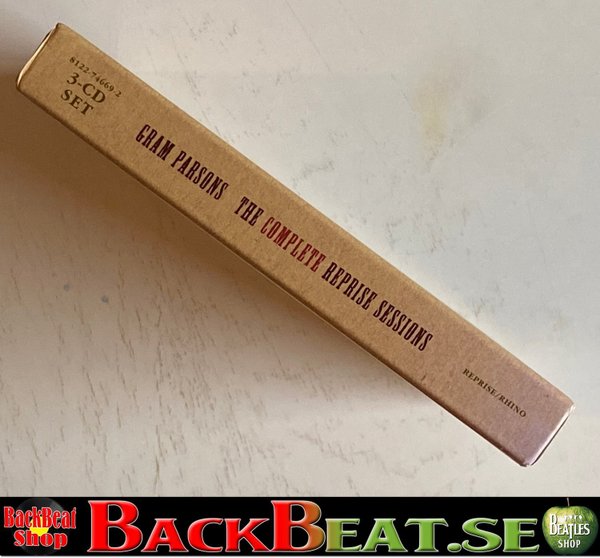 8122 74669 2
3-CD
SET
GRAM PARSONS THE COMPLETE REPRISE SESSIONS
REPRISE/RHINO
BackBeat
Shop
BACKBEAT.SE
BEATLES
SHOP